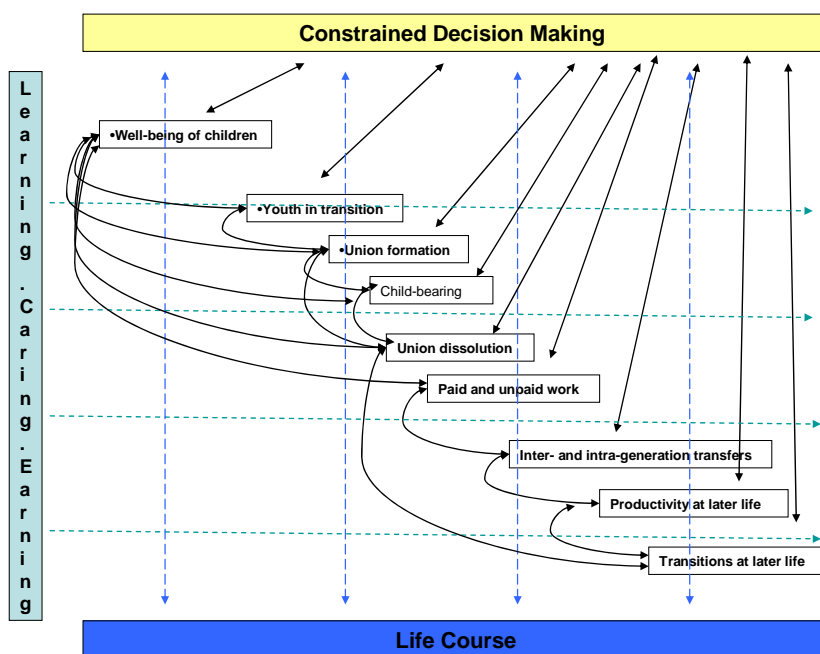 Constrained Decision Making
Learning . Caring . Earning
•Well-being of children
•Youth in transition
•Union formation
Child-bearing
Union dissolution
Paid and unpaid work
Inter- and intra-generation transfers
Productivity at later life
Transitions at later life
Life Course